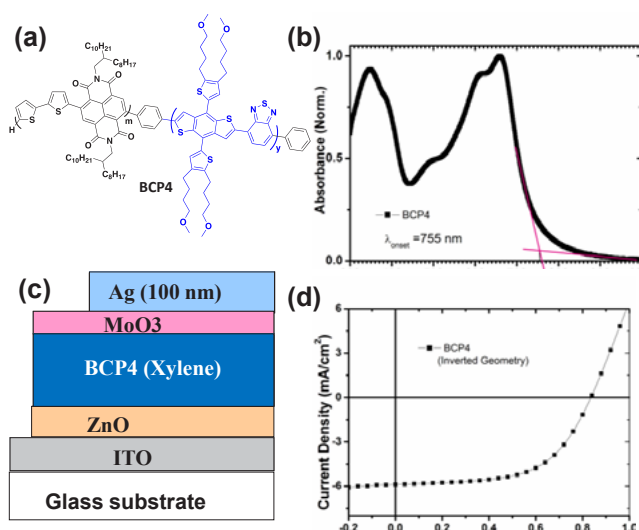 (a)
C10H21
C8H17
O
N
O
S
S
H
m
O
N
O
C10H21
C8H17
BCP4
O
O
S
S
S
N
S
N
y
S
S
O
O
(b)
Absorbance (Norm.)
1.0
0.5
0.0
BCP4
λonset =755 nm
(c)
Ag (100 nm)
MoO3
BCP4 (Xylene)
ZnO
ITO
Glass substrate
(d)
Current Density (mA/cm²)
6
3
0
-3
-6
BCP4
(Inverted Geometry)
-0.2 0.0 0.2 0.4 0.6 0.8 1.0